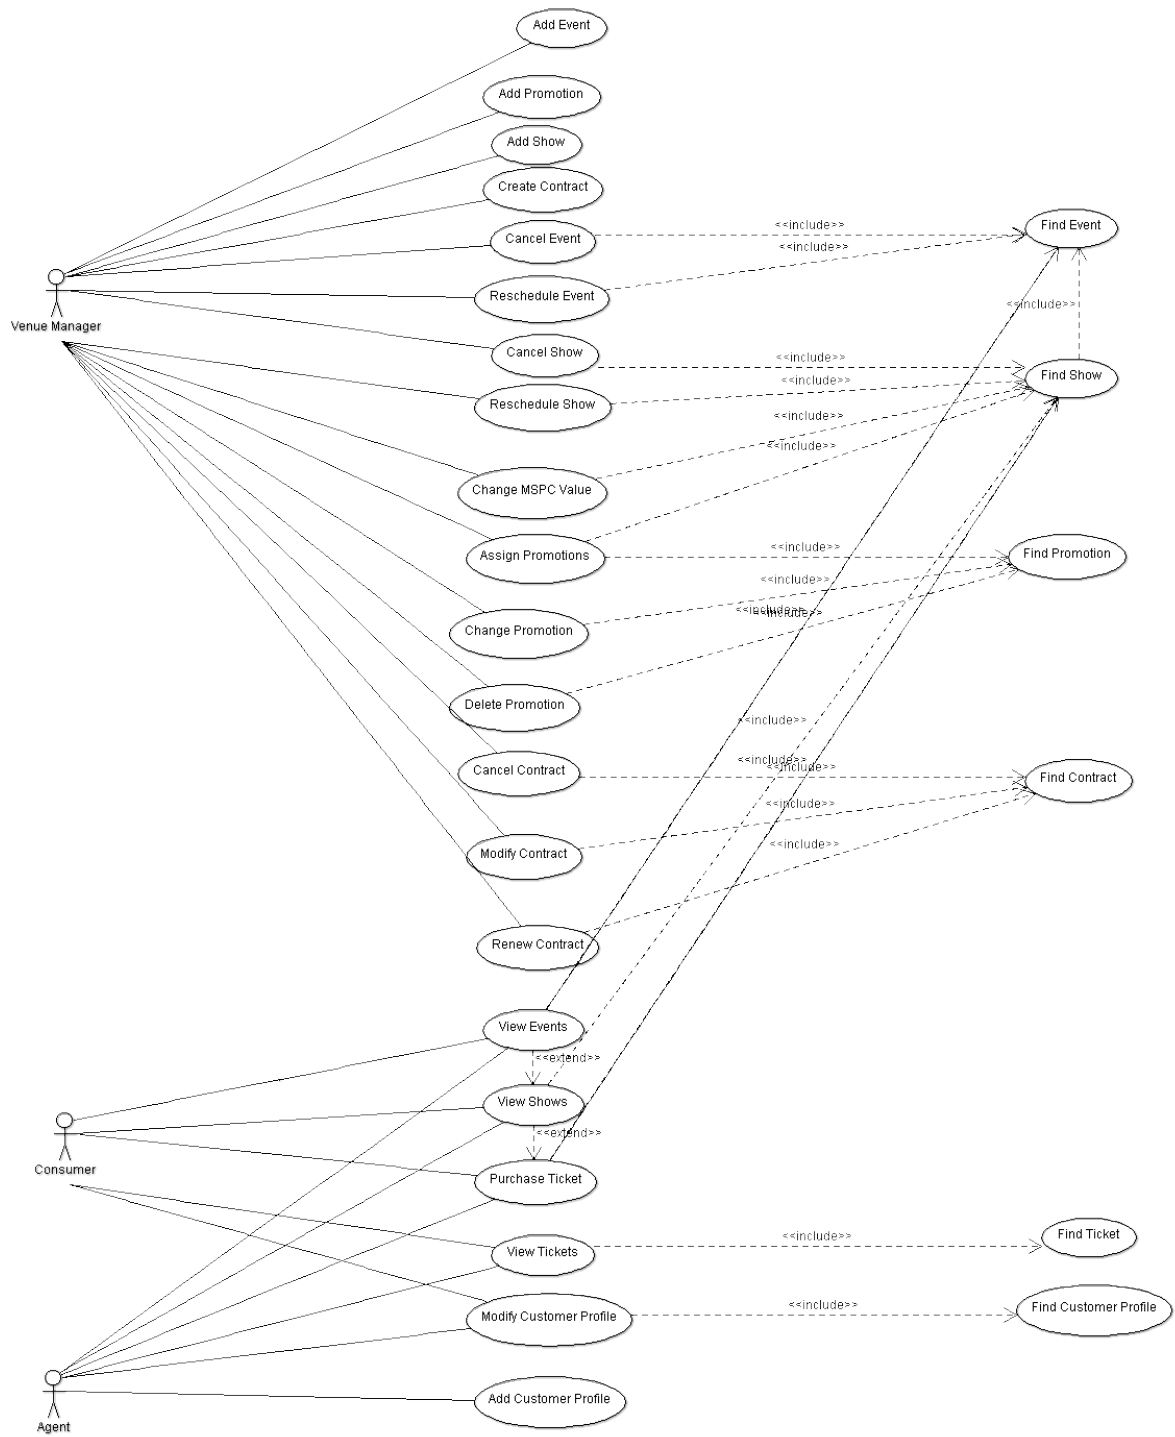 Add Event
Add Promotion
Add Show
Create Contract
<<include>>
Find Event
Cancel Event
<<include>>
Reschedule Event
<<include>>
Venue Manager
Cancel Show
<<include>>
Find Show
<<include>>
Reschedule Show
<<include>>
<<include>>
Change MSPC Value
<<include>>
Find Promotion
Assign Promotions
<<include>>
<<include>>
<<include>>
Change Promotion
Delete Promotion
<<include>>
<<include>>
<<include>>
Cancel Contract
Find Contract
<<include>>
<<include>>
Modify Contract
Renew Contract
View Events
<<extend>>
View Shows
<<extend>>
Consumer
Purchase Ticket
<<include>>
Find Ticket
View Tickets
<<include>>
Find Customer Profile
Modify Customer Profile
Add Customer Profile
Agent